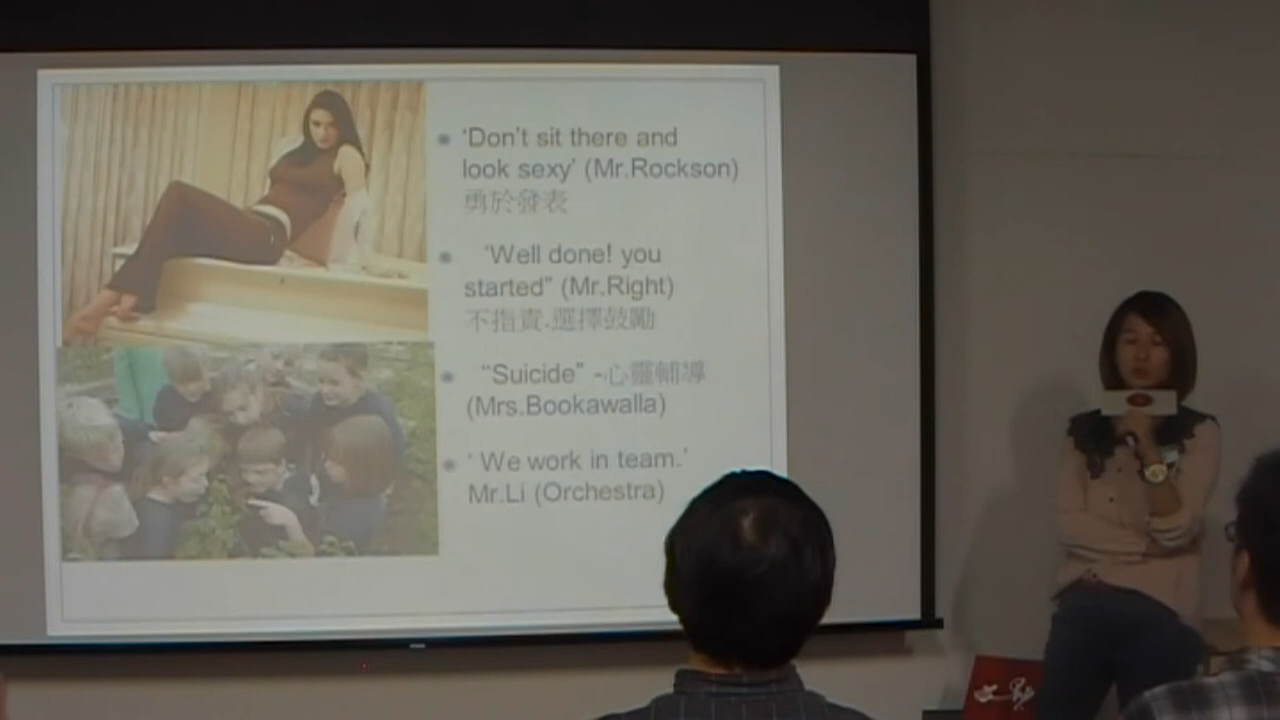 ‘Don't sit there and
look sexy’ (Mr.Rockson)
勇於發表
‘Well done! you
started” (Mr.Right)
不指責.選擇鼓勵
“Suicide” -心靈輔導
(Mrs.Bookawalla)
‘ We work in team.’
Mr.Li (Orchestra)